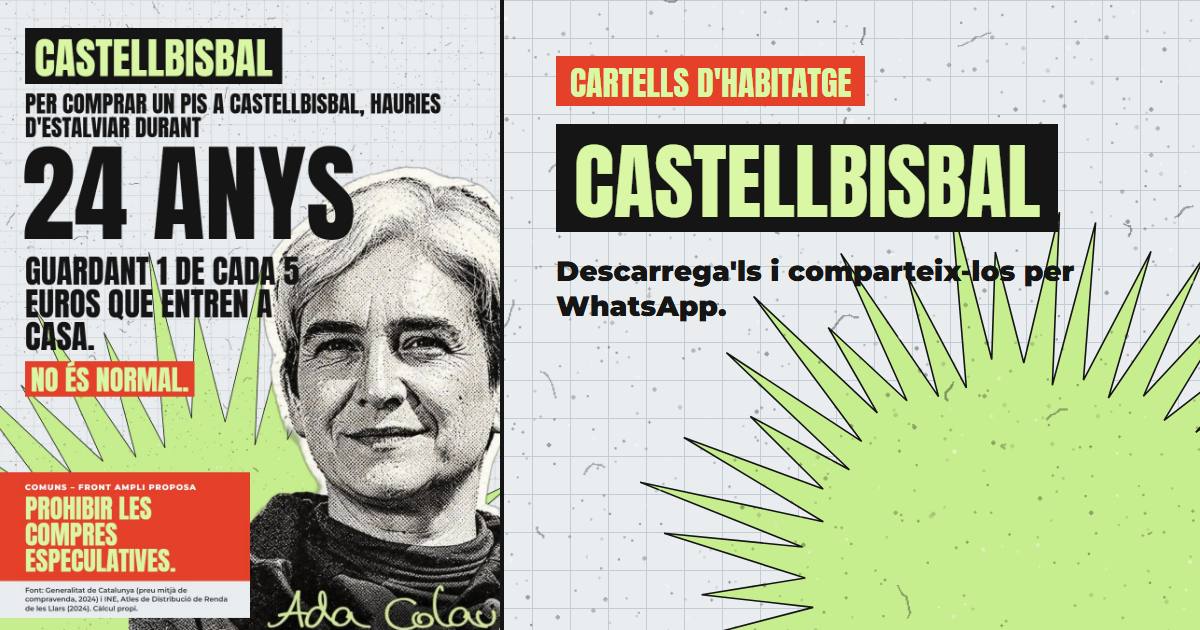 CASTELLBISBAL
PER COMPRAR UN PIS A CASTELLBISBAL, HAURIES
D'ESTALVIAR DURANT
24 ANYS
GUARDANT 1 DE CADA 5
EUROS QUE ENTREN A
CASA.
NO ÉS NORMAL.
COMUNS – FRONT AMPLI PROPOSA
PROHIBIR LES
COMPRES
ESPECULATIVES.
Font: Generalitat de Catalunya (preu mitjà de
compravenda, 2024) i INE, Atles de Distribució de Renda
de les Llars (2024). Càlcul propi.
Ada Colau
CARTELLS D'HABITATGE
CASTELLBISBAL
Descarrega'ls i comparteix-los per
WhatsApp.